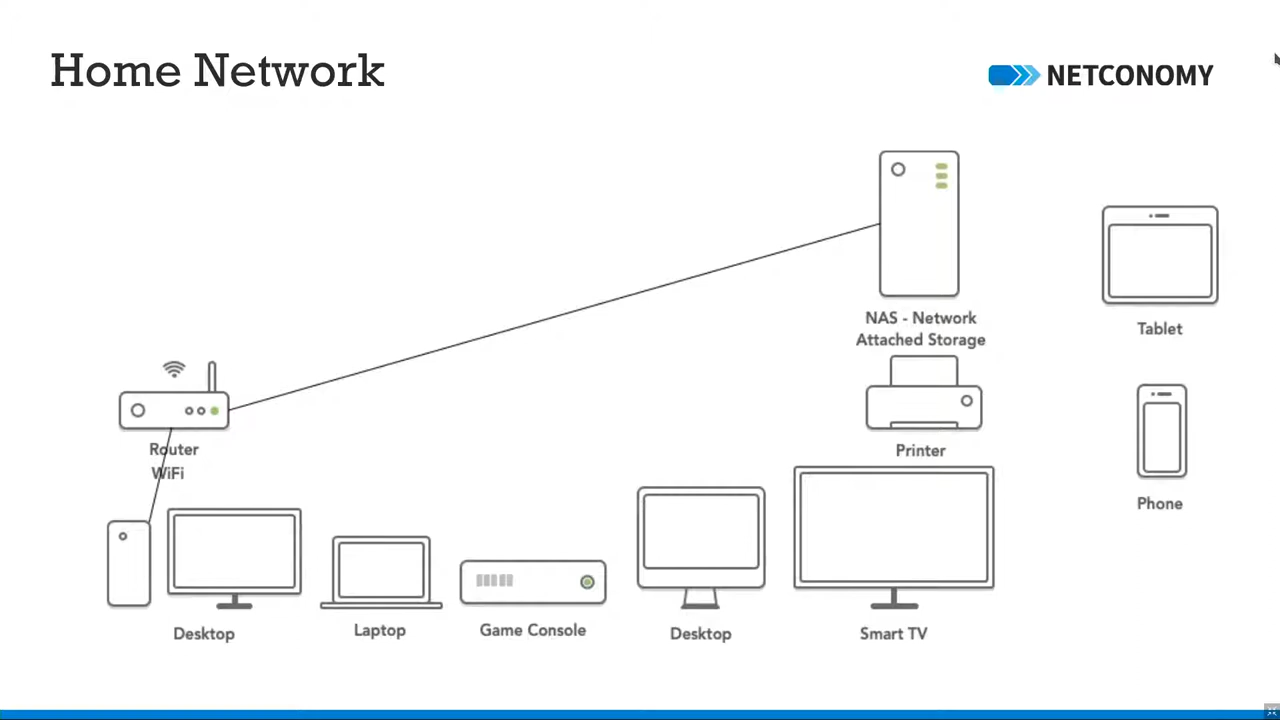 Home Network
NETCONOMY
NAS - Network
Attached Storage
Tablet
Router
WiFi
Printer
Phone
Desktop
Laptop
Game Console
Desktop
Smart TV